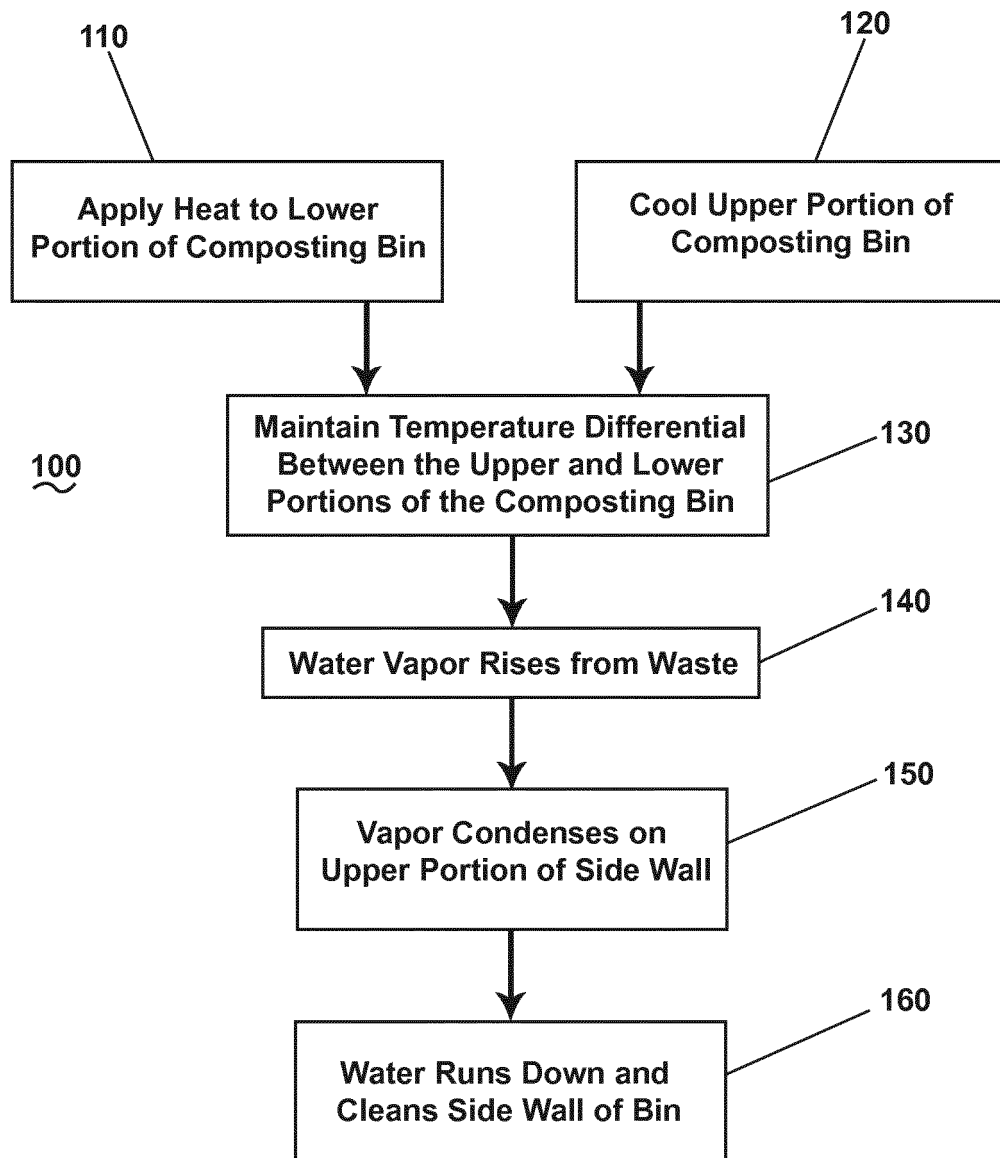 110
120
Apply Heat to Lower
Portion of Composting Bin
Cool Upper Portion of
Composting Bin
Maintain Temperature Differential
Between the Upper and Lower
Portions of the Composting Bin
130
100
140
Water Vapor Rises from Waste
150
Vapor Condenses on
Upper Portion of Side Wall
160
Water Runs Down and
Cleans Side Wall of Bin